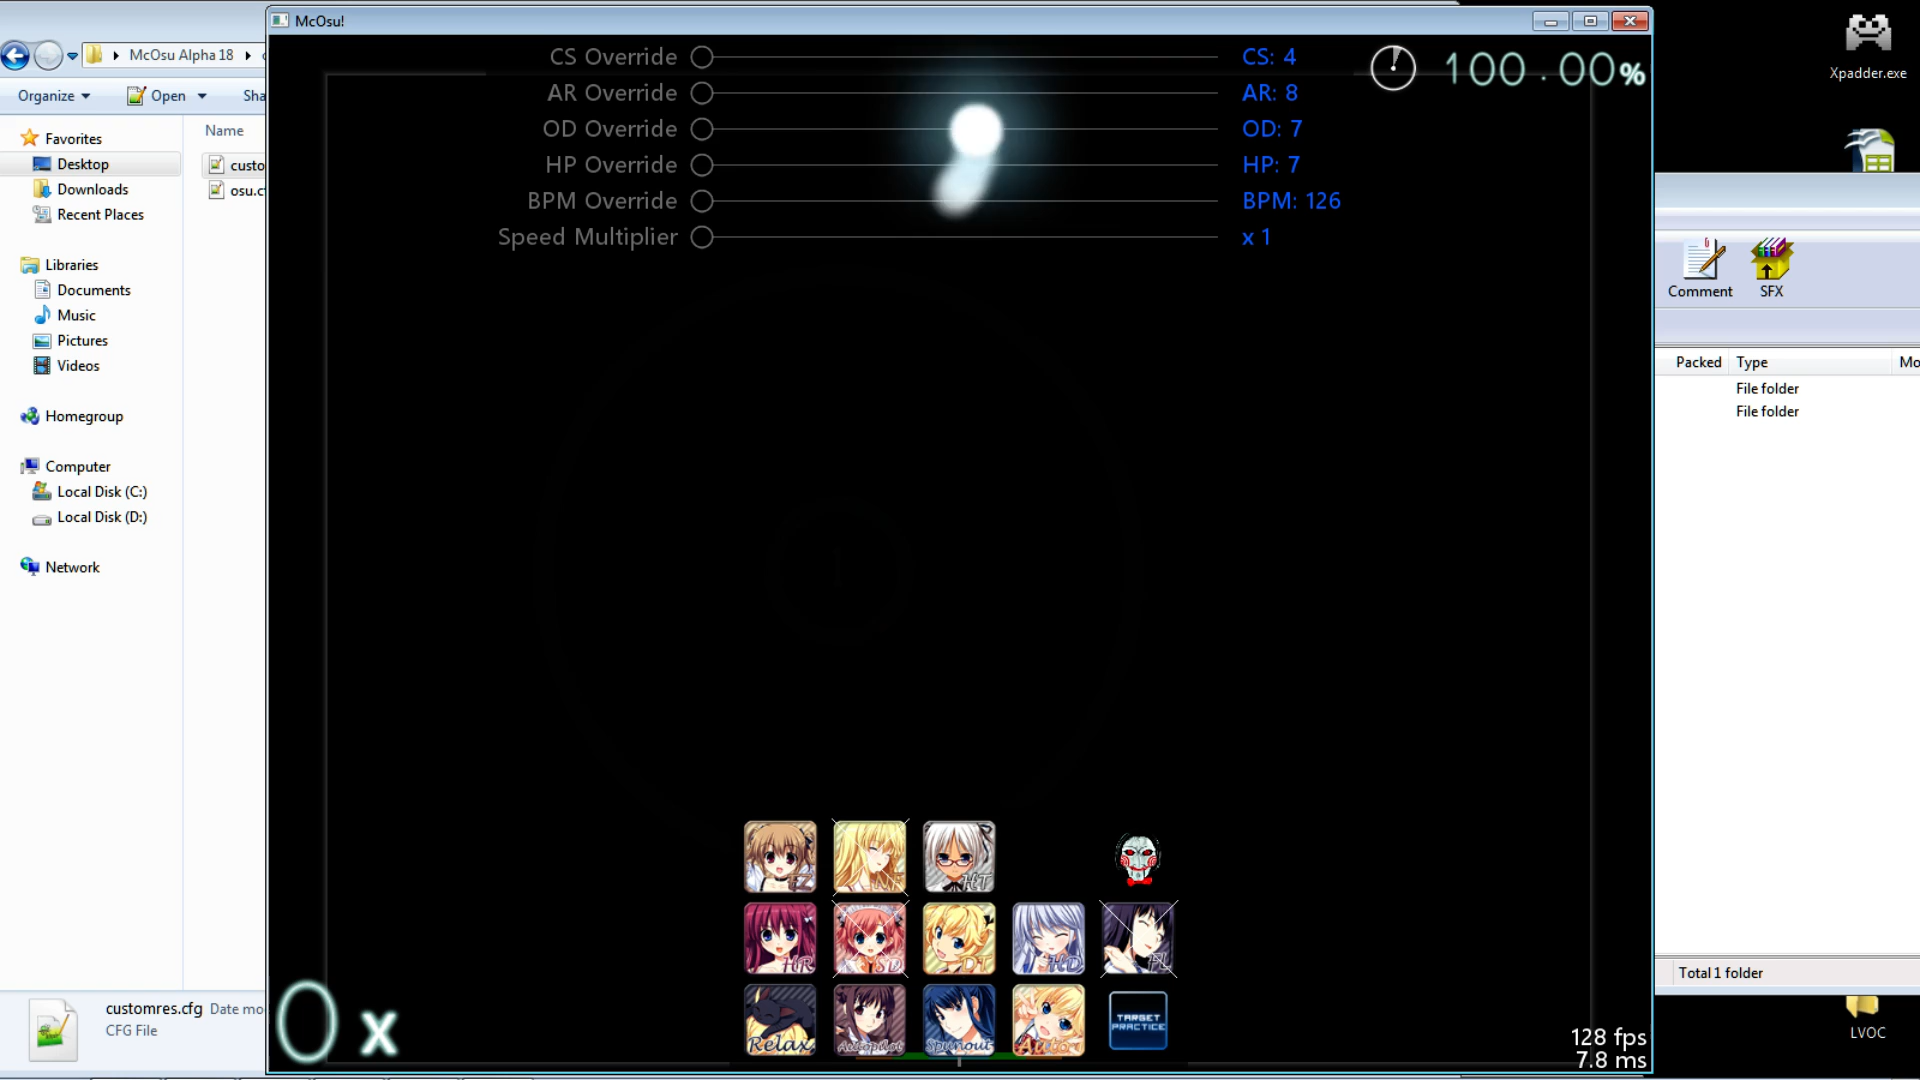 McOsu!
McOsu Alpha 18
Organize
Open
Sha
Name
Favorites
Desktop
Downloads
Recent Places
Libraries
Documents
Music
Pictures
Videos
Homegroup
Computer
Local Disk (C:)
Local Disk (D:)
Network
custo
osu.c
customres.cfg Date mo
CFG File
CS Override CS: 4
AR Override AR: 8
OD Override OD: 7
HP Override HP: 7
BPM Override BPM: 126
Speed Multiplier x 1
100.00%
EZ NF HT
HR SD DT HD FL
Relax Autopilot Spunout Auto TARGET PRACTICE
0x
128 fps
7.8 ms
Xpadder.exe
Comment
SFX
Packed Type Mo
File folder
File folder
Total 1 folder
LVOC